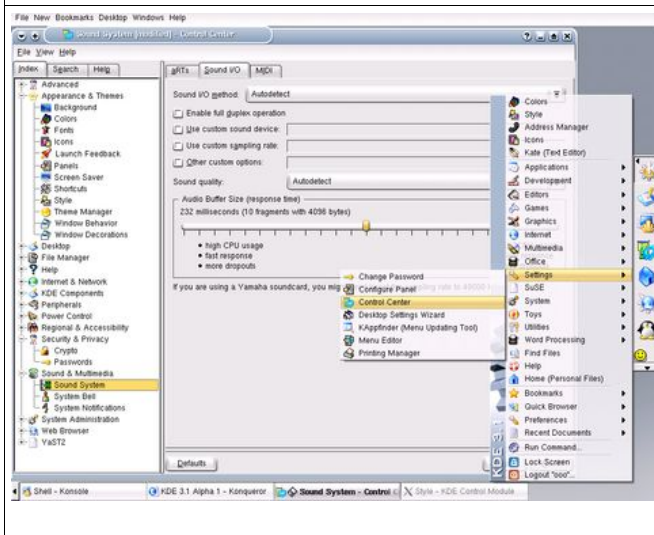 File New Bookmarks Desktop Windows Help
Sound System [modified] - Control Center
File View Help
Index Search Help
Advanced
Appearance & Themes
Background
Colors
Fonts
Icons
Launch Feedback
Panels
Screen Saver
Shortcuts
Style
Theme Manager
Window Behavior
Window Decorations
Desktop
File Manager
Help
Internet & Network
KDE Components
Peripherals
Power Control
Regional & Accessibility
Security & Privacy
Crypto
Passwords
Sound & Multimedia
Sound System
System Bell
System Notifications
System Administration
Web Browser
YaST2
aRTs Sound I/O MIDI
Sound I/O method: Autodetect
Enable full duplex operation
Use custom sound device:
Use custom sampling rate:
Other custom options:
Sound quality: Autodetect
Audio Buffer Size (response time)
232 milliseconds (10 fragments with 4096 bytes)
high CPU usage
fast response
more dropouts
If you are using a Yamaha soundcard, you mig
Defaults
Change Password
Configure Panel
Control Center
Desktop Settings Wizard
KAppfinder (Menu Updating Tool)
Menu Editor
Printing Manager
Colors
Style
Address Manager
Icons
Kate (Text Editor)
Applications
Development
Editors
Games
Graphics
Internet
Multimedia
Office
Settings
SuSE
System
Toys
Utilities
Word Processing
Find Files
Help
Home (Personal Files)
Bookmarks
Quick Browser
Preferences
Recent Documents
Run Command...
Lock Screen
Logout "ooo"...
KDE 3.1
Shell - Konsole
KDE 3.1 Alpha 1 - Konqueror
Sound System - Control C
Style - KDE Control Module